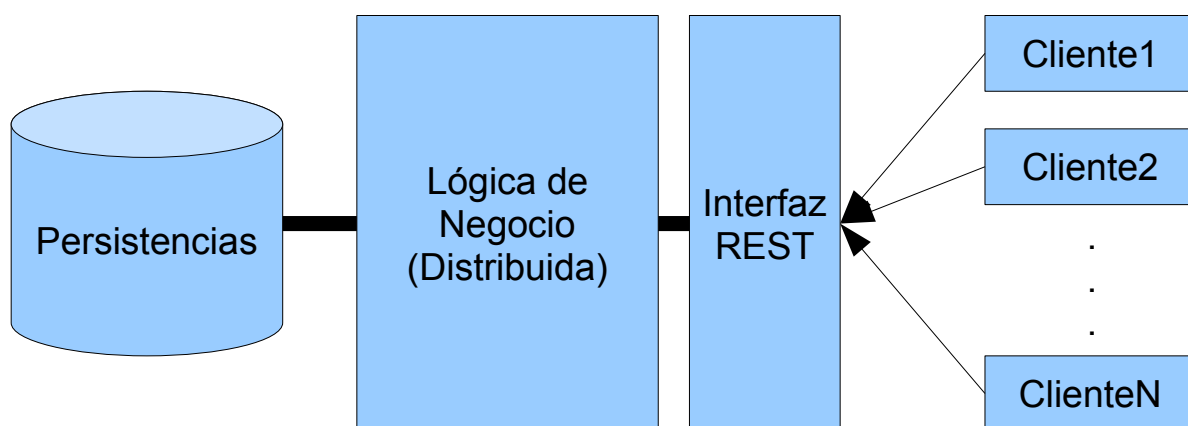 Persistencias
Lógica de
Negocio
(Distribuida)
Interfaz
REST
Cliente1
Cliente2
.
.
.
ClienteN